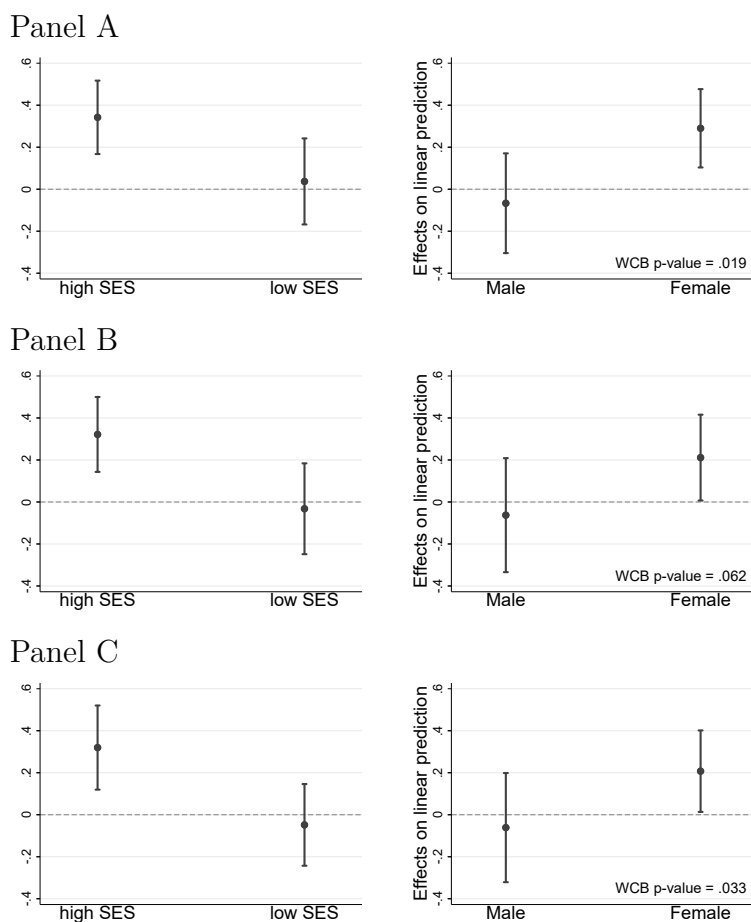 Panel A
.6
.4
.2
0
-.2
-.4
high SES low SES
Effects on linear prediction
.6
.4
.2
0
-.2
-.4
WCB p-value = .019
Male Female
Panel B
.6
.4
.2
0
-.2
-.4
high SES low SES
Effects on linear prediction
.6
.4
.2
0
-.2
-.4
WCB p-value = .062
Male Female
Panel C
.6
.4
.2
0
-.2
-.4
high SES low SES
Effects on linear prediction
.6
.4
.2
0
-.2
-.4
WCB p-value = .033
Male Female